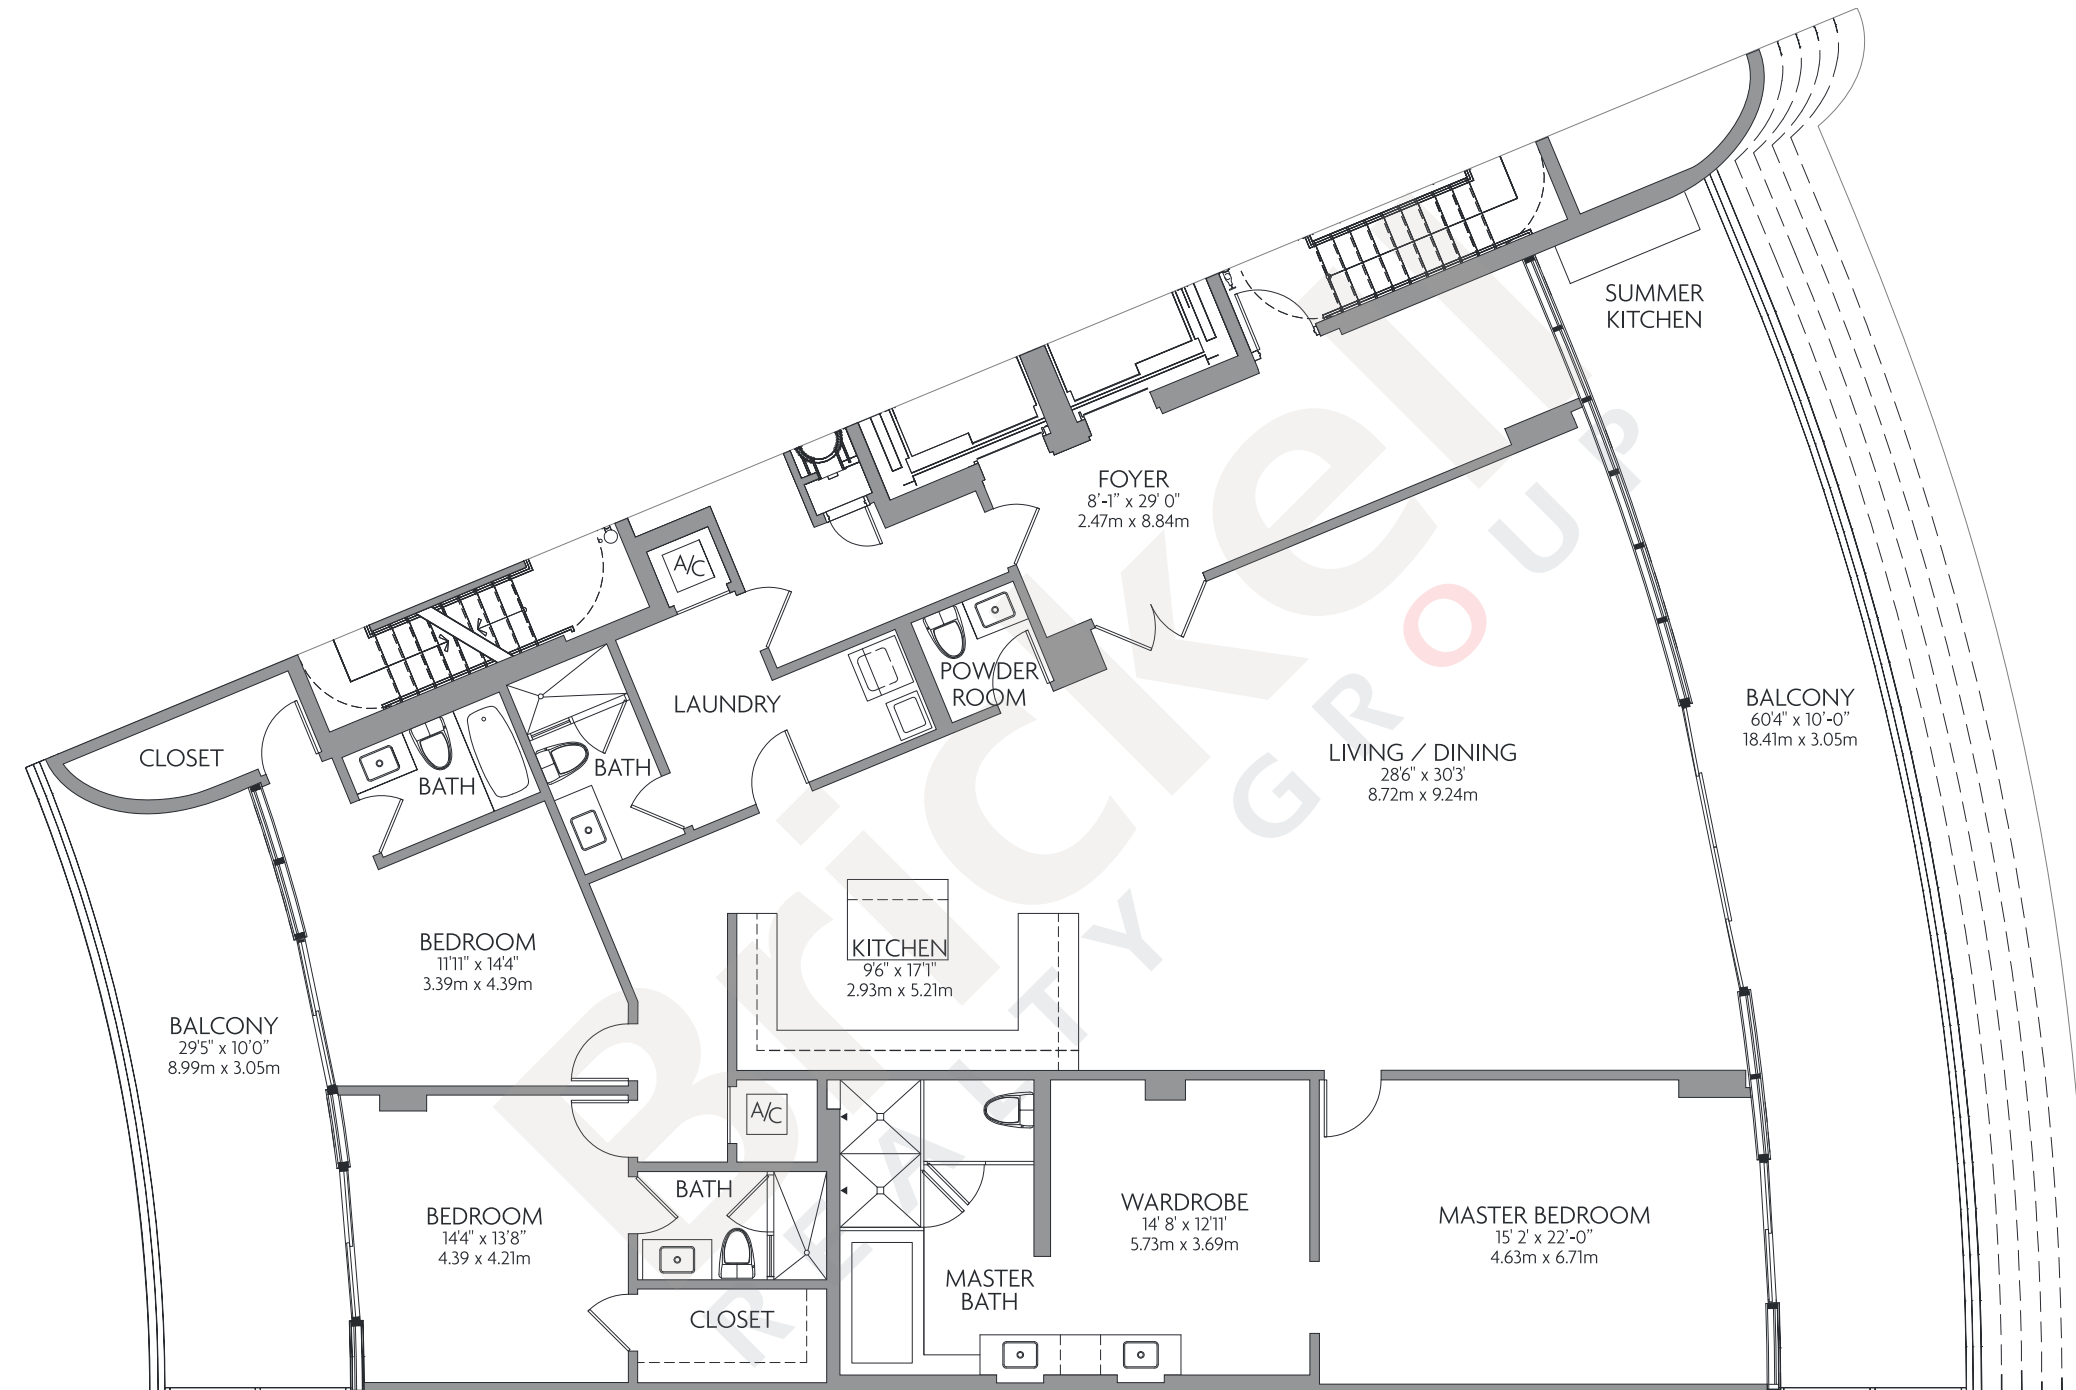 SUMMER
KITCHEN
FOYER
8'-1" x 29' 0"
2.47m x 8.84m
A/C
POWDER
ROOM
LAUNDRY
BALCONY
60'4" x 10'-0"
18.41m x 3.05m
CLOSET
BATH
BATH
LIVING / DINING
28'6" x 30'3'
8.72m x 9.24m
KITCHEN
9'6" x 17'1"
2.93m x 5.21m
BEDROOM
11'11" x 14'4"
3.39m x 4.39m
BALCONY
29'5" x 10'0"
8.99m x 3.05m
A/C
BATH
WARDROBE
14' 8' x 12'11'
5.73m x 3.69m
MASTER BEDROOM
15' 2' x 22'-0"
4.63m x 6.71m
BEDROOM
14'4" x 13'8"
4.39 x 4.21m
MASTER
BATH
CLOSET
Brickell
REALTY GROUP